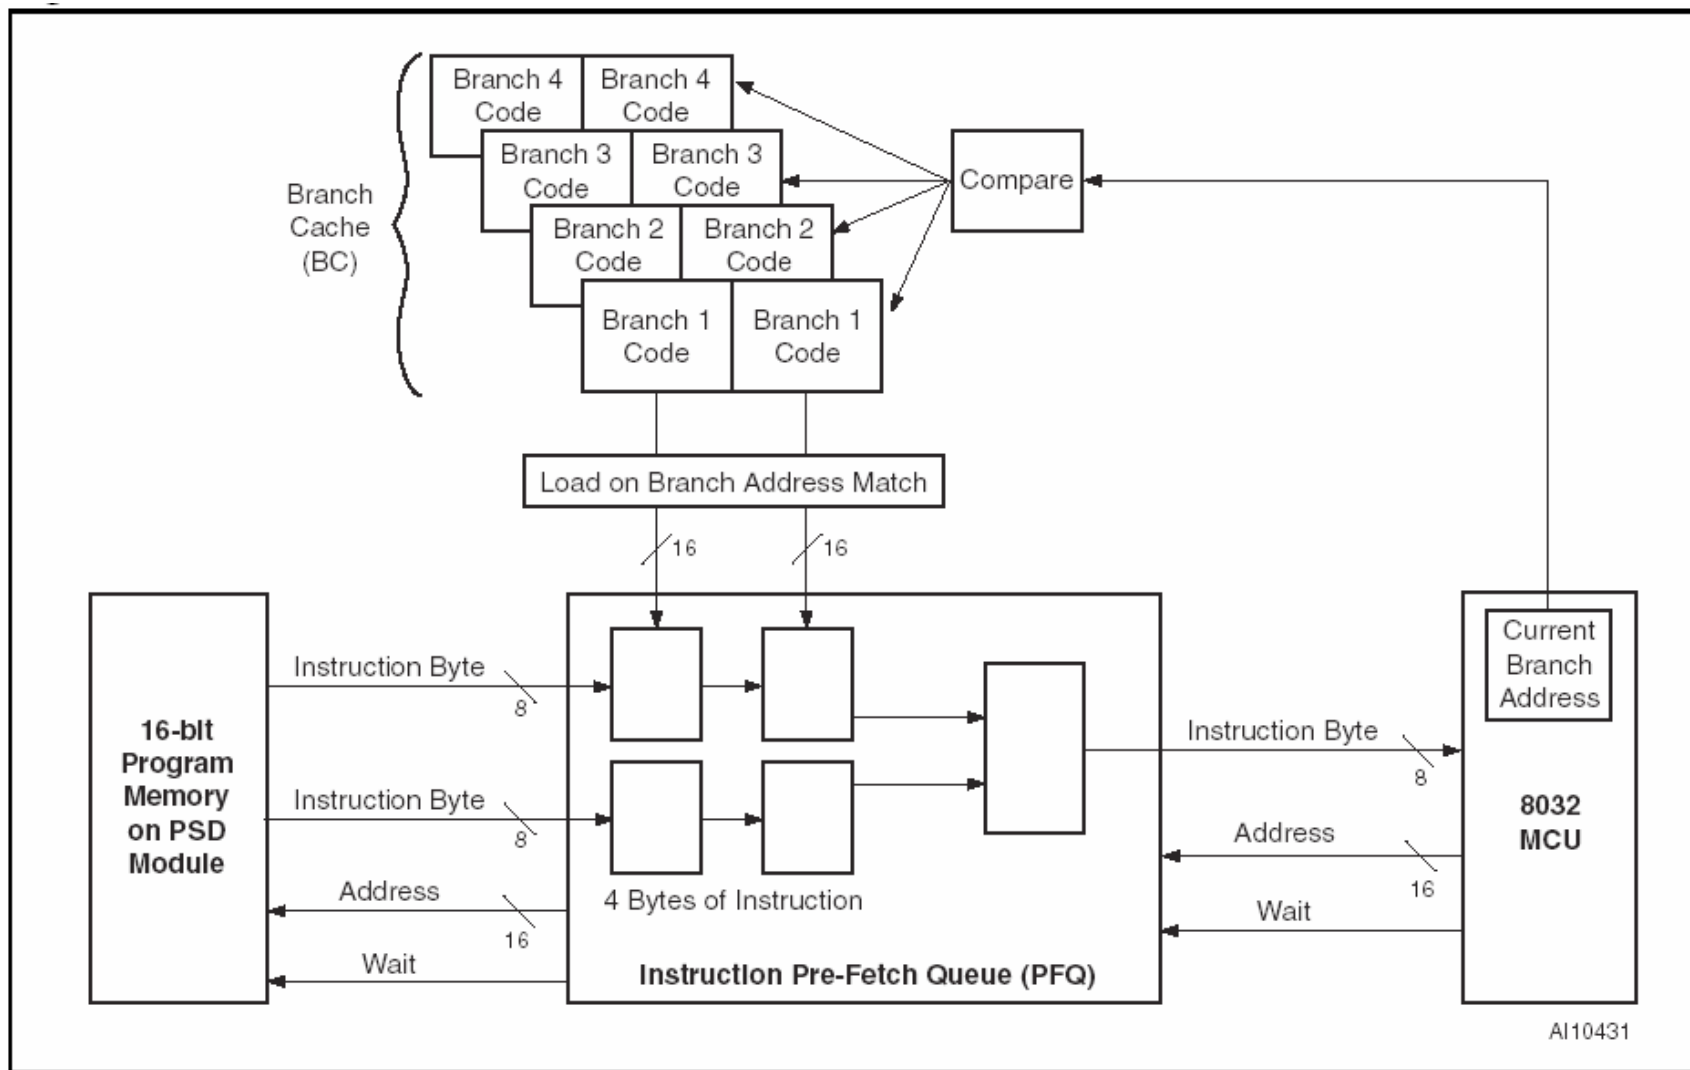 Branch 4
Code
Branch 4
Code
Branch 3
Code
Branch 3
Code
Branch 2
Code
Branch 2
Code
Branch 1
Code
Branch 1
Code
Branch
Cache
(BC)
Compare
Load on Branch Address Match
16
16
16-bit
Program
Memory
on PSD
Module
Instruction Byte
8
Instruction Byte
8
Address
16
Wait
4 Bytes of Instruction
Instruction Pre-Fetch Queue (PFQ)
Instruction Byte
8
Address
16
Wait
Current
Branch
Address
8032
MCU
AI10431